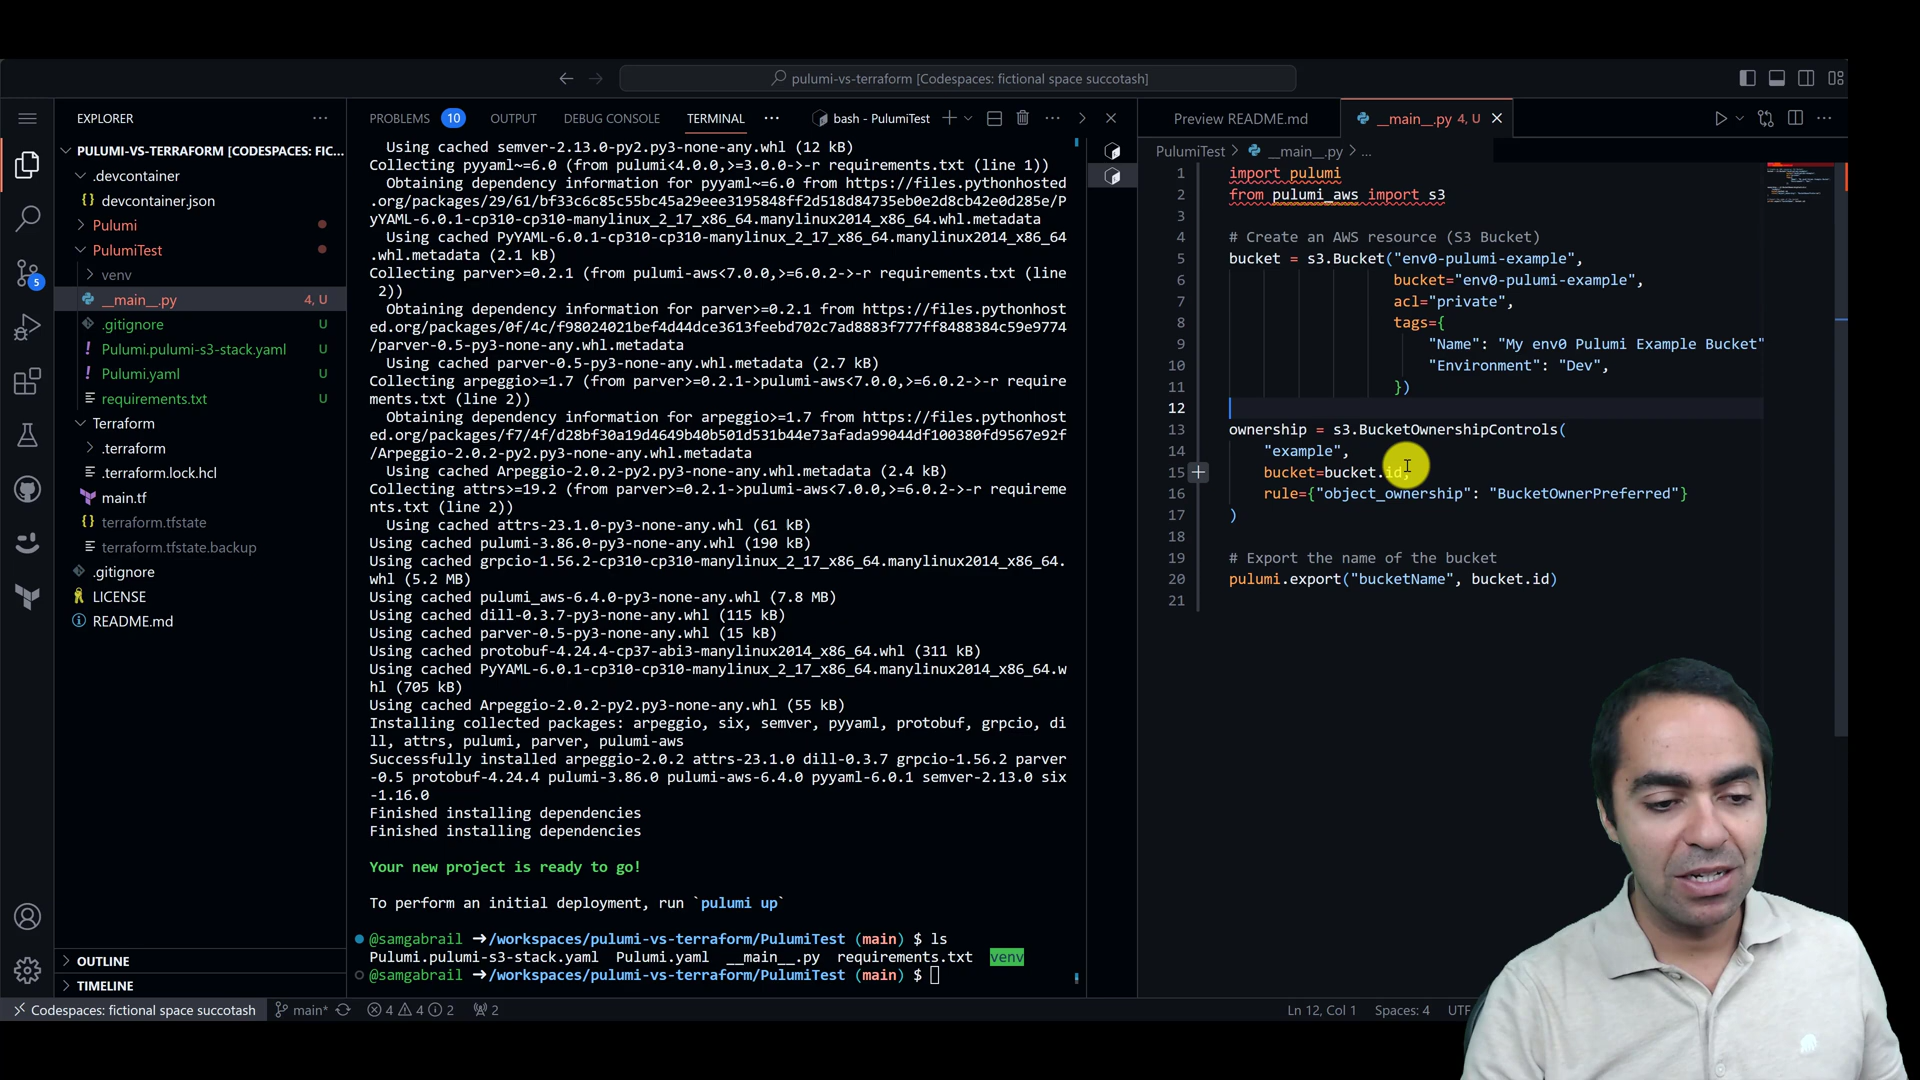 pulumi-vs-terraform [Codespaces: fictional space succotash]
EXPLORER
PULUMI-VS-TERRAFORM [CODESPACES: FIC...
.devcontainer
{} devcontainer.json
Pulumi
PulumiTest
venv
__main__.py 4, U
.gitignore U
! Pulumi.pulumi-s3-stack.yaml U
! Pulumi.yaml U
requirements.txt U
Terraform
.terraform
.terraform.lock.hcl
main.tf
{} terraform.tfstate
terraform.tfstate.backup
.gitignore
LICENSE
README.md
OUTLINE
TIMELINE
5
PROBLEMS 10 OUTPUT DEBUG CONSOLE TERMINAL ... bash - PulumiTest
Using cached semver-2.13.0-py2.py3-none-any.whl (12 kB)
Collecting pyyaml~=6.0 (from pulumi<4.0.0,>=3.0.0->-r requirements.txt (line 1))
Obtaining dependency information for pyyaml~=6.0 from https://files.pythonhosted
.org/packages/29/61/bf33c6c85c55bc45a29eee3195848ff2d518d84735eb0e2d8cb42e0d285e/P
yYAML-6.0.1-cp310-cp310-manylinux_2_17_x86_64.manylinux2014_x86_64.whl.metadata
Using cached PyYAML-6.0.1-cp310-cp310-manylinux_2_17_x86_64.manylinux2014_x86_64
.whl.metadata (2.1 kB)
Collecting parver>=0.2.1 (from pulumi-aws<7.0.0,>=6.0.2->-r requirements.txt (line
2))
Obtaining dependency information for parver>=0.2.1 from https://files.pythonhost
ed.org/packages/0f/4c/f98024021bef4d44dce3613feebd702c7ad8883f777ff8488384c59e9774
/parver-0.5-py3-none-any.whl.metadata
Using cached parver-0.5-py3-none-any.whl.metadata (2.7 kB)
Collecting arpeggio>=1.7 (from parver>=0.2.1->pulumi-aws<7.0.0,>=6.0.2->-r require
ments.txt (line 2))
Obtaining dependency information for arpeggio>=1.7 from https://files.pythonhost
ed.org/packages/f7/4f/d28bf30a19d4649b40b501d531b44e73afada99044df100380fd9567e92f
/Arpeggio-2.0.2-py2.py3-none-any.whl.metadata
Using cached Arpeggio-2.0.2-py2.py3-none-any.whl.metadata (2.4 kB)
Collecting attrs>=19.2 (from parver>=0.2.1->pulumi-aws<7.0.0,>=6.0.2->-r requireme
nts.txt (line 2))
Using cached attrs-23.1.0-py3-none-any.whl (61 kB)
Using cached pulumi-3.86.0-py3-none-any.whl (190 kB)
Using cached grpcio-1.56.2-cp310-cp310-manylinux_2_17_x86_64.manylinux2014_x86_64.
whl (5.2 MB)
Using cached pulumi_aws-6.4.0-py3-none-any.whl (7.8 MB)
Using cached dill-0.3.7-py3-none-any.whl (115 kB)
Using cached parver-0.5-py3-none-any.whl (15 kB)
Using cached protobuf-4.24.4-cp37-abi3-manylinux2014_x86_64.whl (311 kB)
Using cached PyYAML-6.0.1-cp310-cp310-manylinux_2_17_x86_64.manylinux2014_x86_64.w
hl (705 kB)
Using cached Arpeggio-2.0.2-py2.py3-none-any.whl (55 kB)
Installing collected packages: arpeggio, six, semver, pyyaml, protobuf, grpcio, di
ll, attrs, pulumi, parver, pulumi-aws
Successfully installed arpeggio-2.0.2 attrs-23.1.0 dill-0.3.7 grpcio-1.56.2 parver
-0.5 protobuf-4.24.4 pulumi-3.86.0 pulumi-aws-6.4.0 pyyaml-6.0.1 semver-2.13.0 six
-1.16.0
Finished installing dependencies
Finished installing dependencies
Your new project is ready to go!
To perform an initial deployment, run `pulumi up`
@samgabrail ➜/workspaces/pulumi-vs-terraform/PulumiTest (main) $ ls
Pulumi.pulumi-s3-stack.yaml Pulumi.yaml __main__.py requirements.txt venv
@samgabrail ➜/workspaces/pulumi-vs-terraform/PulumiTest (main) $
Preview README.md __main__.py 4, U
PulumiTest > __main__.py > ...
1 import pulumi
2 from pulumi_aws import s3
3
4 # Create an AWS resource (S3 Bucket)
5 bucket = s3.Bucket("env0-pulumi-example",
6 bucket="env0-pulumi-example",
7 acl="private",
8 tags={
9 "Name": "My env0 Pulumi Example Bucket"
10 "Environment": "Dev",
11 })
12
13 ownership = s3.BucketOwnershipControls(
14 "example",
15 bucket=bucket.id,
16 rule={"object_ownership": "BucketOwnerPreferred"}
17 )
18
19 # Export the name of the bucket
20 pulumi.export("bucketName", bucket.id)
21
Codespaces: fictional space succotash main* 4 4 2 2 Ln 12, Col 1 Spaces: 4 UTF